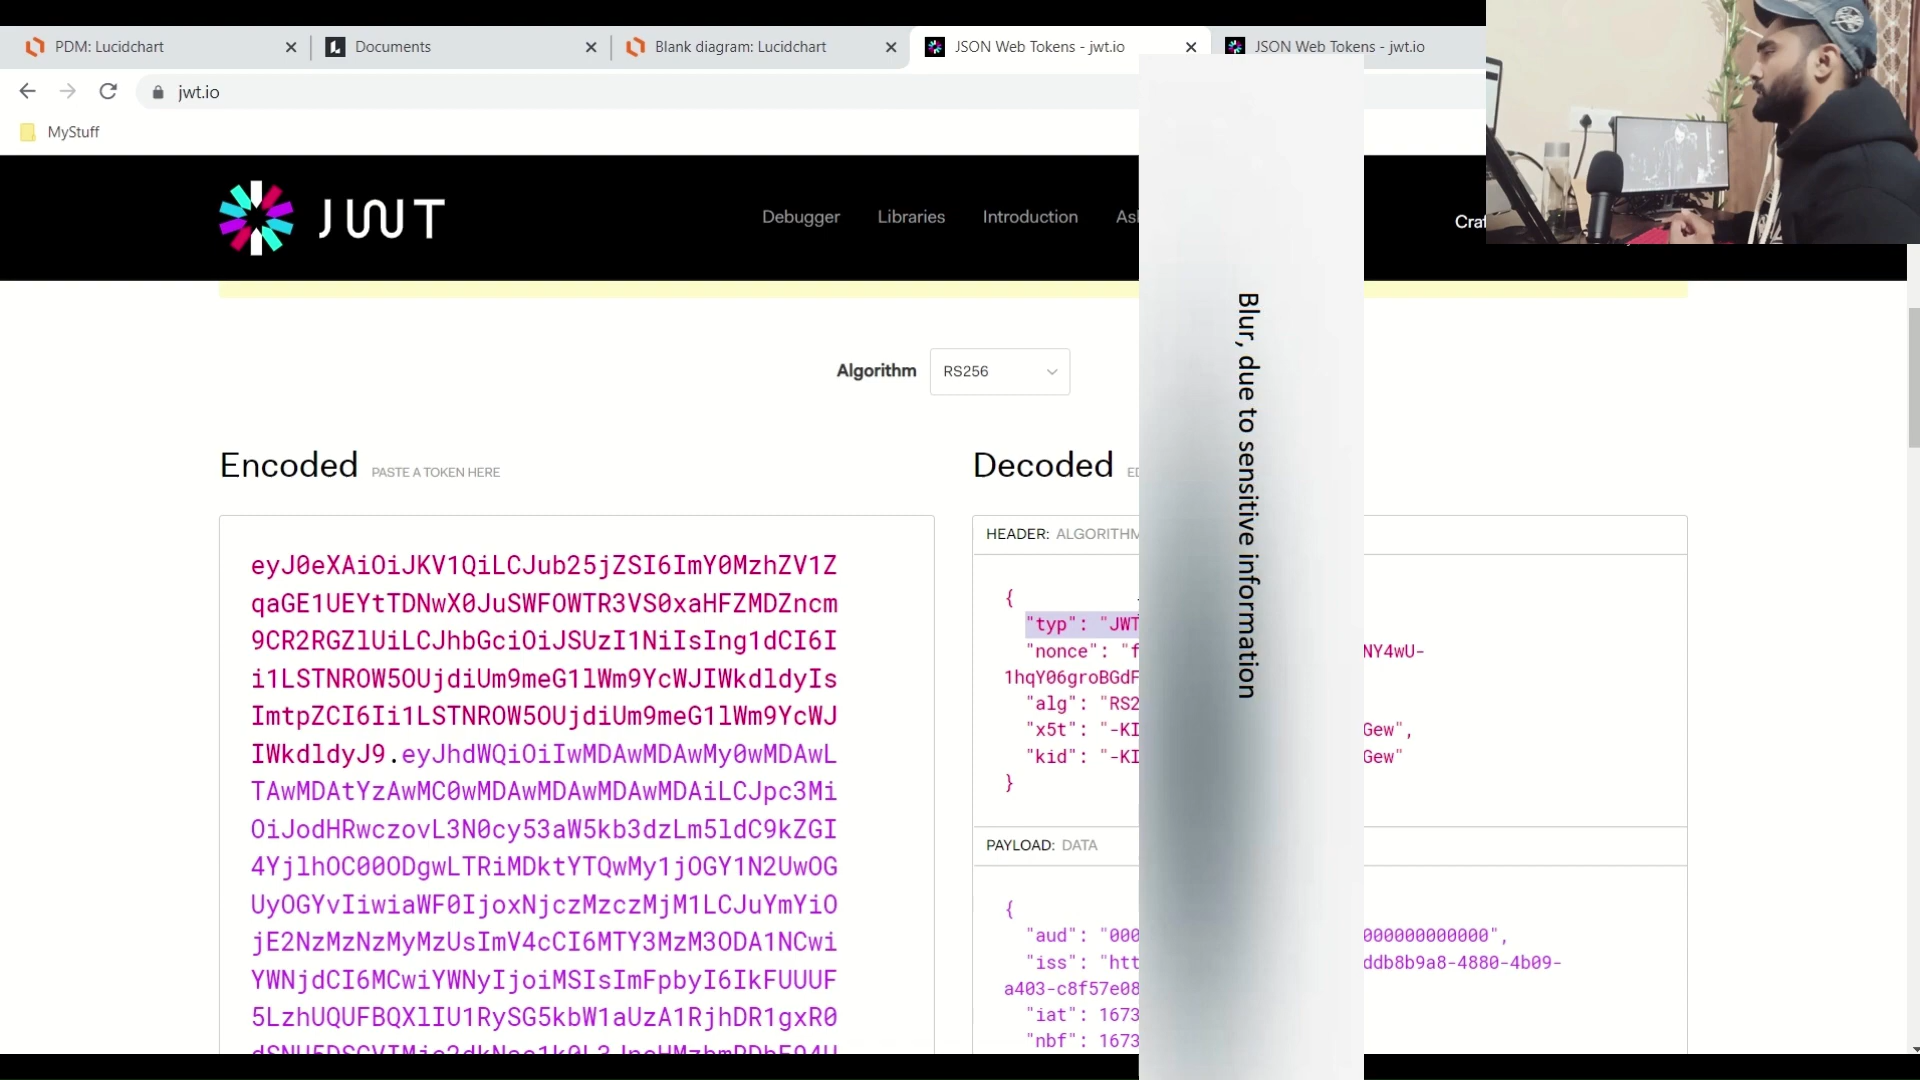 PDM: Lucidchart
Documents
Blank diagram: Lucidchart
JSON Web Tokens - jwt.io
JSON Web Tokens - jwt.io
jwt.io
MyStuff
JWT
Debugger
Libraries
Introduction
Algorithm
RS256
Encoded
PASTE A TOKEN HERE
eyJ0eXAiOiJKV1QiLCJub25jZSI6ImY0MzhZV1Z
qaGE1UEYtTDNwX0JuSWFOWTR3VS0xaHFZMDZncm
9CR2RGZlUiLCJhbGciOiJSUzI1NiIsIng1dCI6I
i1LSTNROW5OUjdiUm9meG1lWm9YcWJIWkdldyIs
ImtpZCI6Ii1LSTNROW5OUjdiUm9meG1lWm9YcWJ
IWkdldyJ9.eyJhdWQiOiIwMDAwMDAwMy0wMDAwL
TAwMDAtYzAwMC0wMDAwMDAwMDAwMDAiLCJpc3Mi
OiJodHRwczovL3N0cy53aW5kb3dzLm5ldC9kZGI
4YjlhOC00ODgwLTRiMDktYTQwMy1jOGY1N2UwOG
UyOGYvIiwiaWF0IjoxNjczMzczMjM1LCJuYmYiO
jE2NzMzNzMyMzUsImV4cCI6MTY3MzM3ODA1NCwi
YWNjdCI6MCwiYWNyIjoiMSIsImFpbyI6IkFUUUF
5LzhUQUFBQXlIU1RySG5kbW1aUzA1RjhDR1gxR0
Decoded
HEADER:
{
"typ": "JWT
"nonce": "f
NY4wU-
1hqY06groBGdF
"alg": "RS2
"x5t": "-KI
Gew",
"kid": "-KI
Gew"
}
PAYLOAD: DATA
{
"aud": "000
000000000000",
"iss": "htt
ddb8b9a8-4880-4b09-
a403-c8f57e08
"iat": 1673
"nbf": 1673
Blur, due to sensitive information